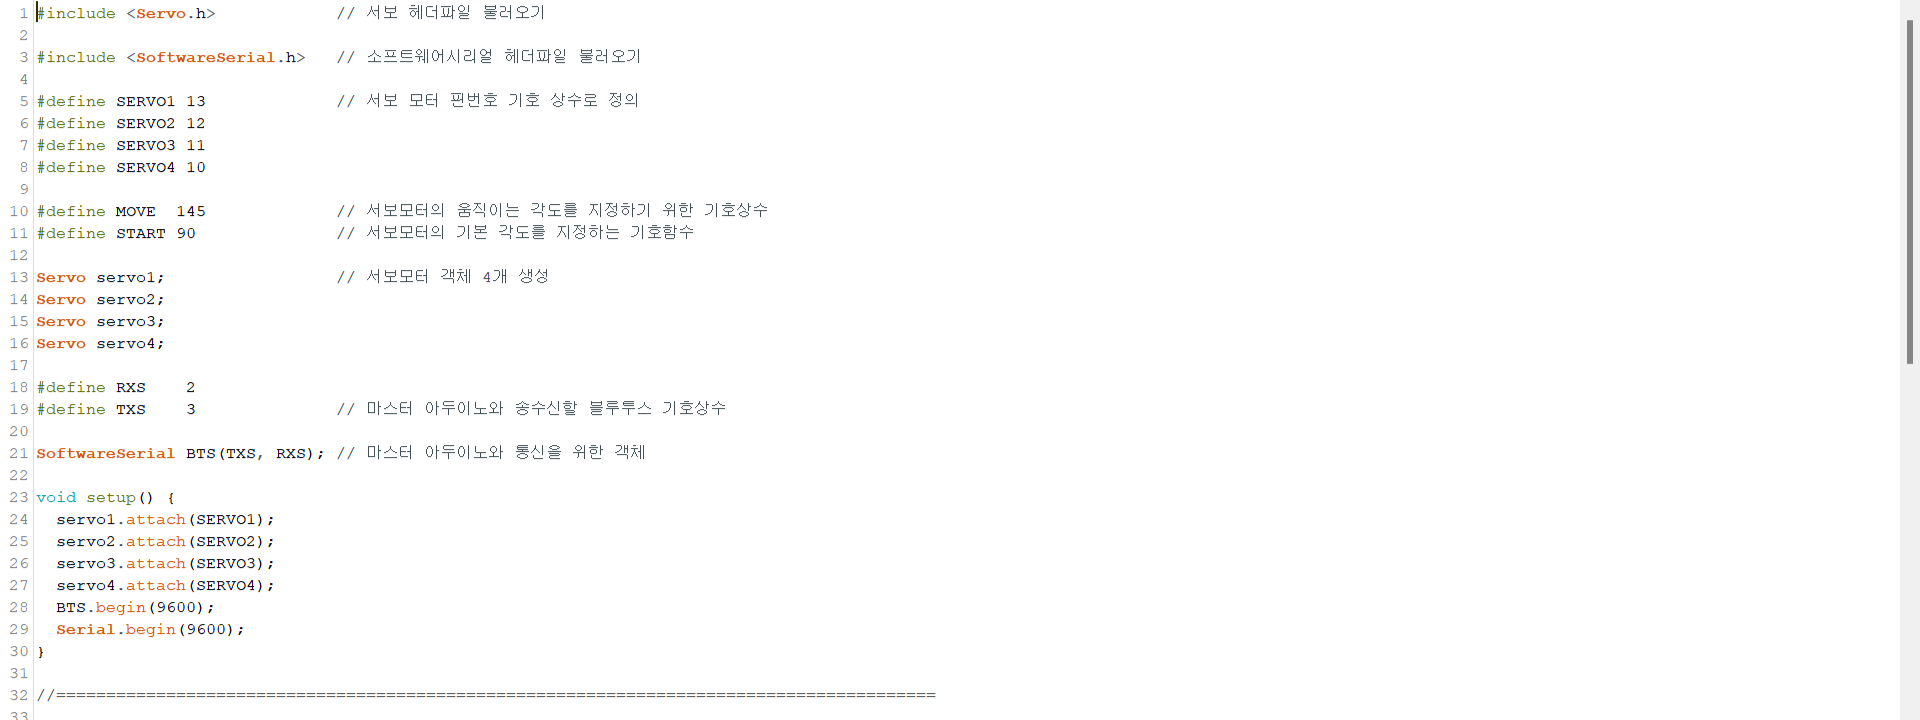 1 #include <Servo.h> // 서보 헤더파일 불러오기
2
3 #include <SoftwareSerial.h> // 소프트웨어시리얼 헤더파일 불러오기
4
5 #define SERVO1 13 // 서보 모터 핀번호 기호 상수로 정의
6 #define SERVO2 12
7 #define SERVO3 11
8 #define SERVO4 10
9
10 #define MOVE  145 // 서보모터의 움직이는 각도를 지정하기 위한 기호상수
11 #define START 90 // 서보모터의 기본 각도를 지정하는 기호함수
12
13 Servo servo1; // 서보모터 객체 4개 생성
14 Servo servo2;
15 Servo servo3;
16 Servo servo4;
17
18 #define RXS    2
19 #define TXS    3 // 마스터 아두이노와 송수신할 블루투스 기호상수
20
21 SoftwareSerial BTS(TXS, RXS); // 마스터 아두이노와 통신을 위한 객체
22
23 void setup() {
24   servo1.attach(SERVO1);
25   servo2.attach(SERVO2);
26   servo3.attach(SERVO3);
27   servo4.attach(SERVO4);
28   BTS.begin(9600);
29   Serial.begin(9600);
30 }
31
32 //========================================================================================
33